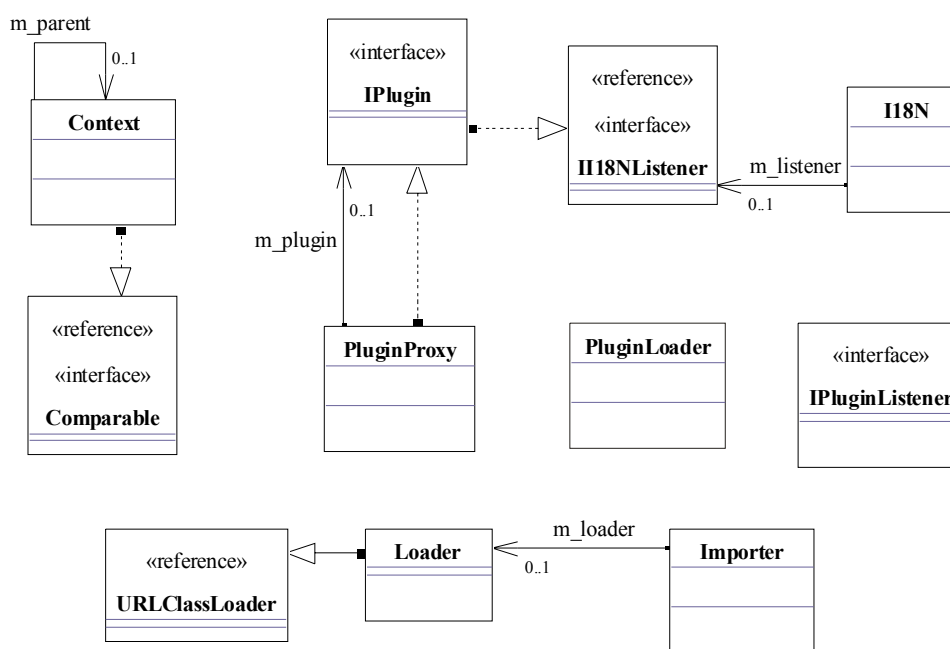 m_parent
0..1
Context
«reference»
«interface»
Comparable
«interface»
IPlugin
0..1
m_plugin
PluginProxy
«reference»
«interface»
II18NListener
m_listener
0..1
I18N
PluginLoader
«interface»
IPluginListener
«reference»
URLClassLoader
Loader
m_loader
0..1
Importer